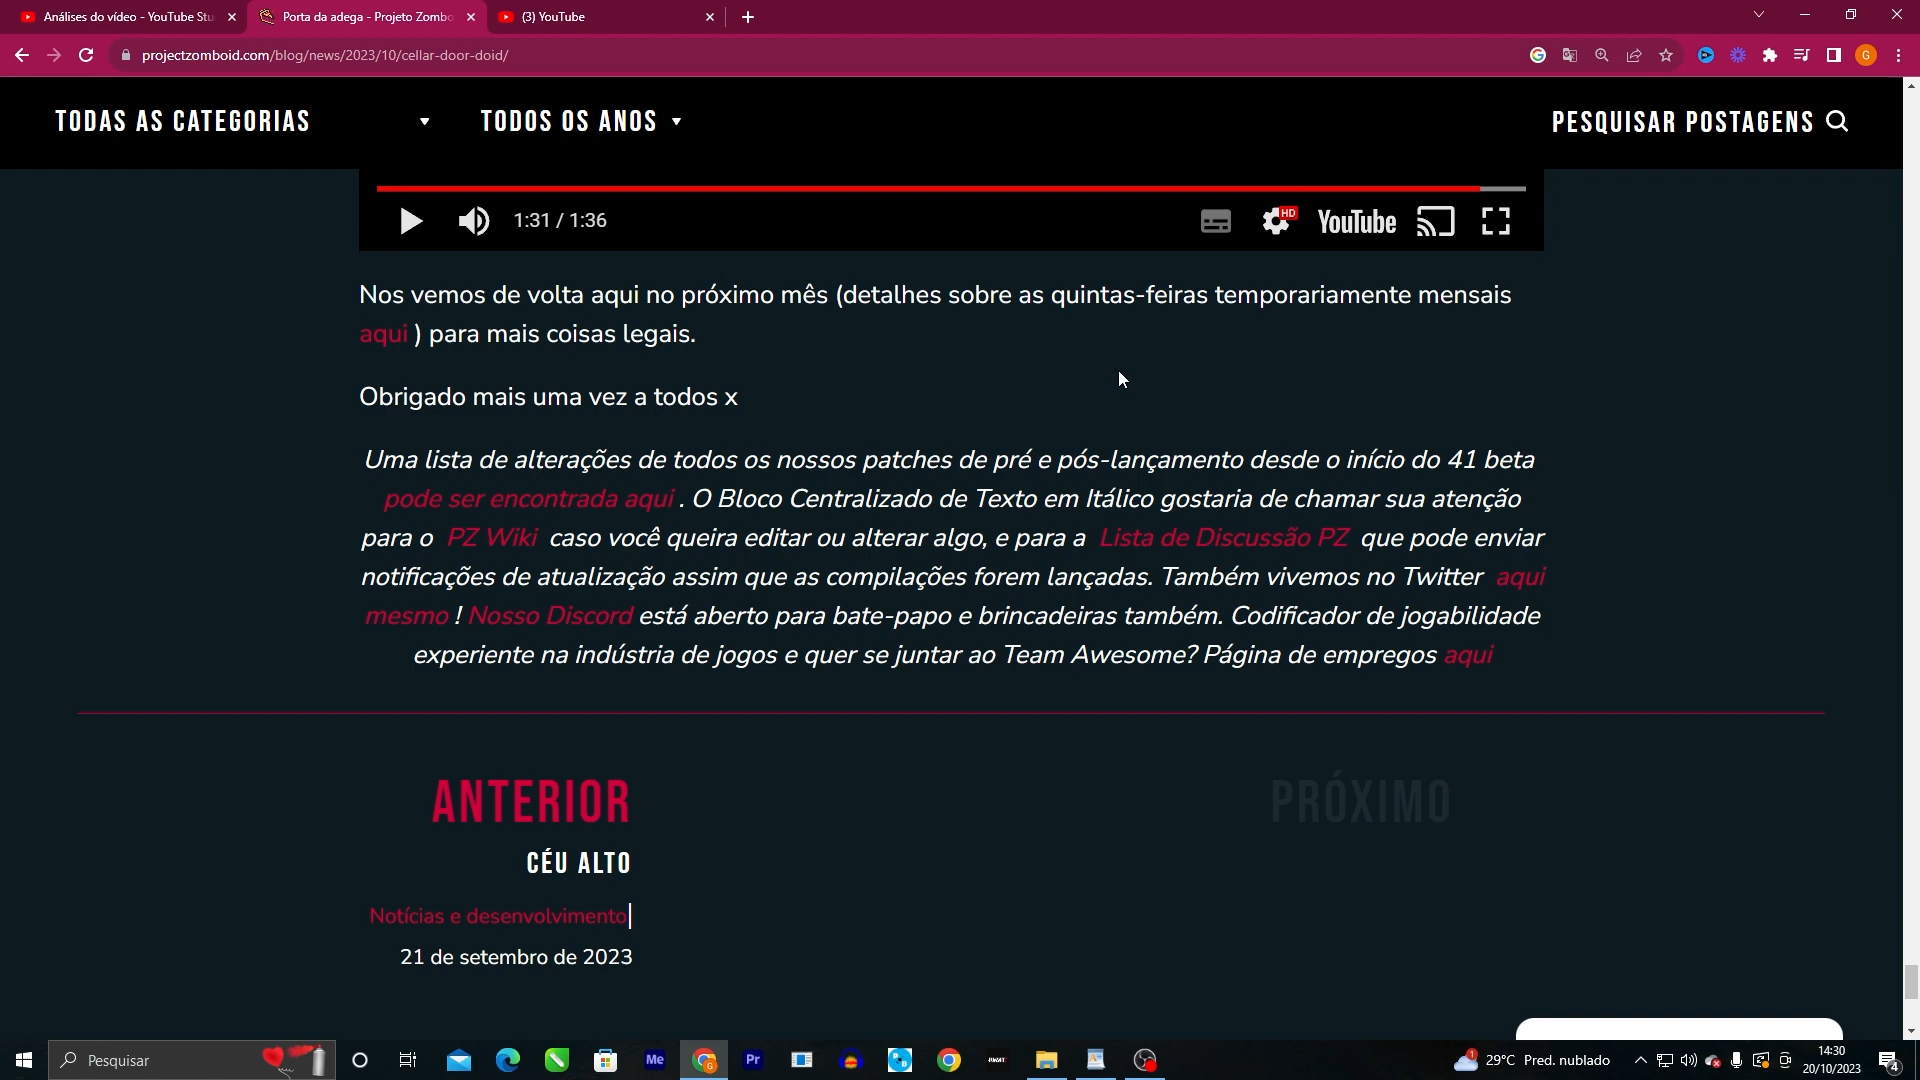 Análises do vídeo - YouTube Stu
Porta da adega - Projeto Zombo
(3) YouTube
projectzomboid.com/blog/news/2023/10/cellar-door-doid/
G
TODAS AS CATEGORIAS
TODOS OS ANOS
PESQUISAR POSTAGENS
1:31 / 1:36
HD
YouTube
Nos vemos de volta aqui no próximo mês (detalhes sobre as quintas-feiras temporariamente mensais
aqui ) para mais coisas legais.
Obrigado mais uma vez a todos x
Uma lista de alterações de todos os nossos patches de pré e pós-lançamento desde o início do 41 beta
pode ser encontrada aqui . O Bloco Centralizado de Texto em Itálico gostaria de chamar sua atenção
para o PZ Wiki caso você queira editar ou alterar algo, e para a Lista de Discussão PZ que pode enviar
notificações de atualização assim que as compilações forem lançadas. Também vivemos no Twitter aqui
mesmo ! Nosso Discord está aberto para bate-papo e brincadeiras também. Codificador de jogabilidade
experiente na indústria de jogos e quer se juntar ao Team Awesome? Página de empregos aqui
ANTERIOR
PRÓXIMO
CÉU ALTO
Notícias e desenvolvimento
21 de setembro de 2023
Pesquisar
Me
G
Pr
1
29°C Pred. nublado
14:30
20/10/2023
4